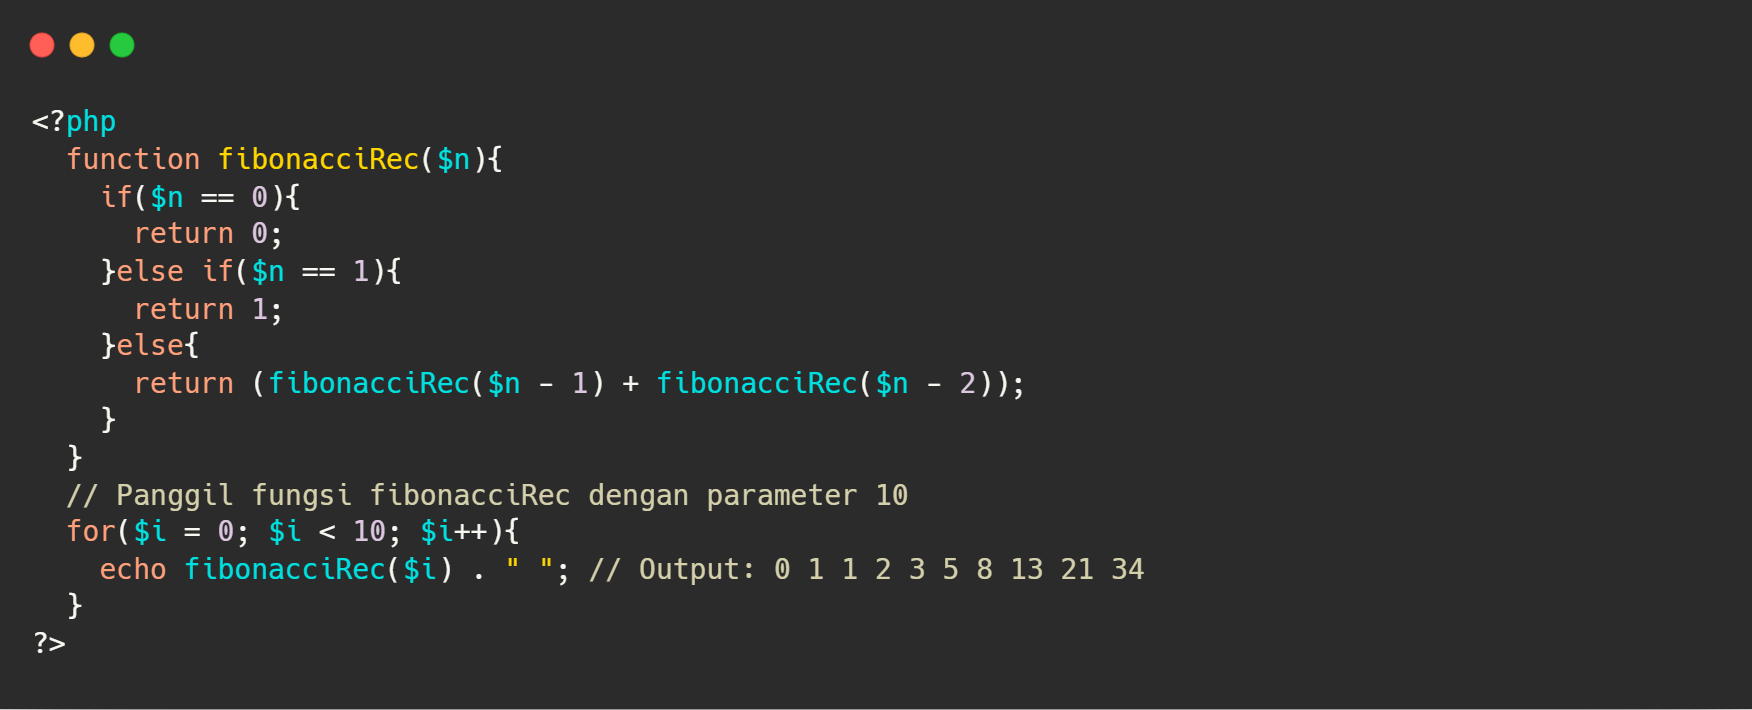 <?php
  function fibonacciRec($n){
    if($n == 0){
      return 0;
    }else if($n == 1){
      return 1;
    }else{
      return (fibonacciRec($n - 1) + fibonacciRec($n - 2));
    }
  }
  // Panggil fungsi fibonacciRec dengan parameter 10
  for($i = 0; $i < 10; $i++){
    echo fibonacciRec($i) . " "; // Output: 0 1 1 2 3 5 8 13 21 34
  }
?>